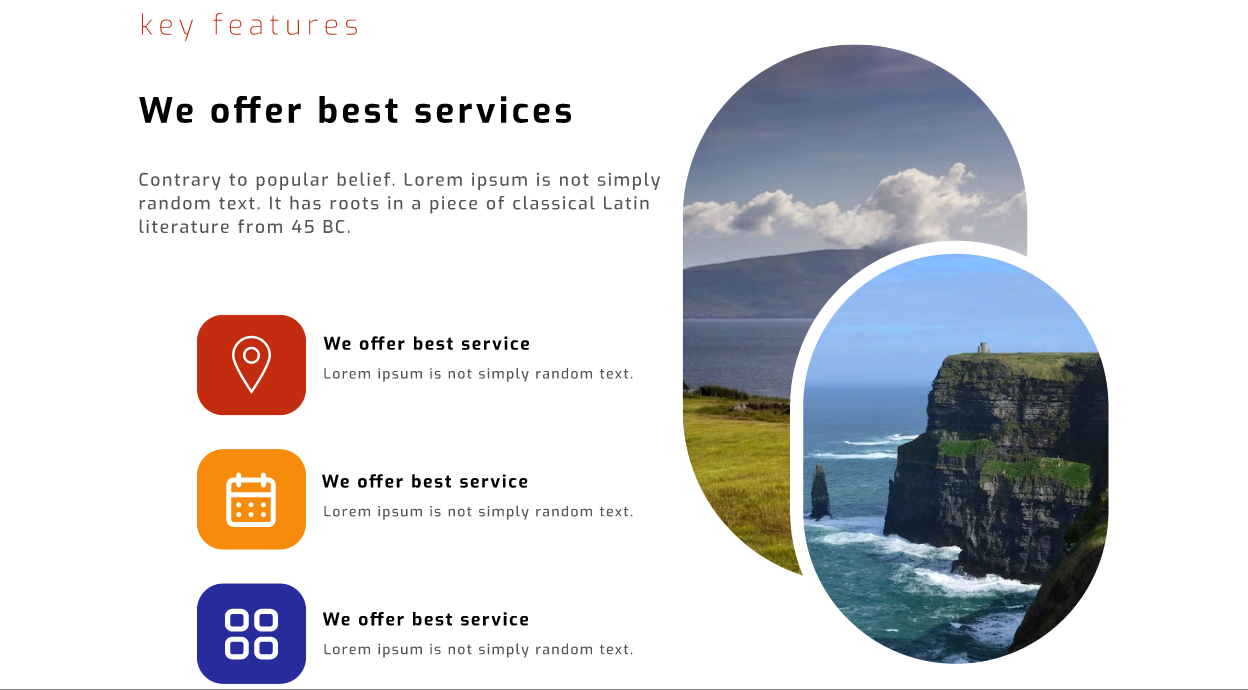 key features
We offer best services
Contrary to popular belief. Lorem ipsum is not simply
random text. It has roots in a piece of classical Latin
literature from 45 BC.
We offer best service
Lorem ipsum is not simply random text.
We offer best service
Lorem ipsum is not simply random text.
We offer best service
Lorem ipsum is not simply random text.